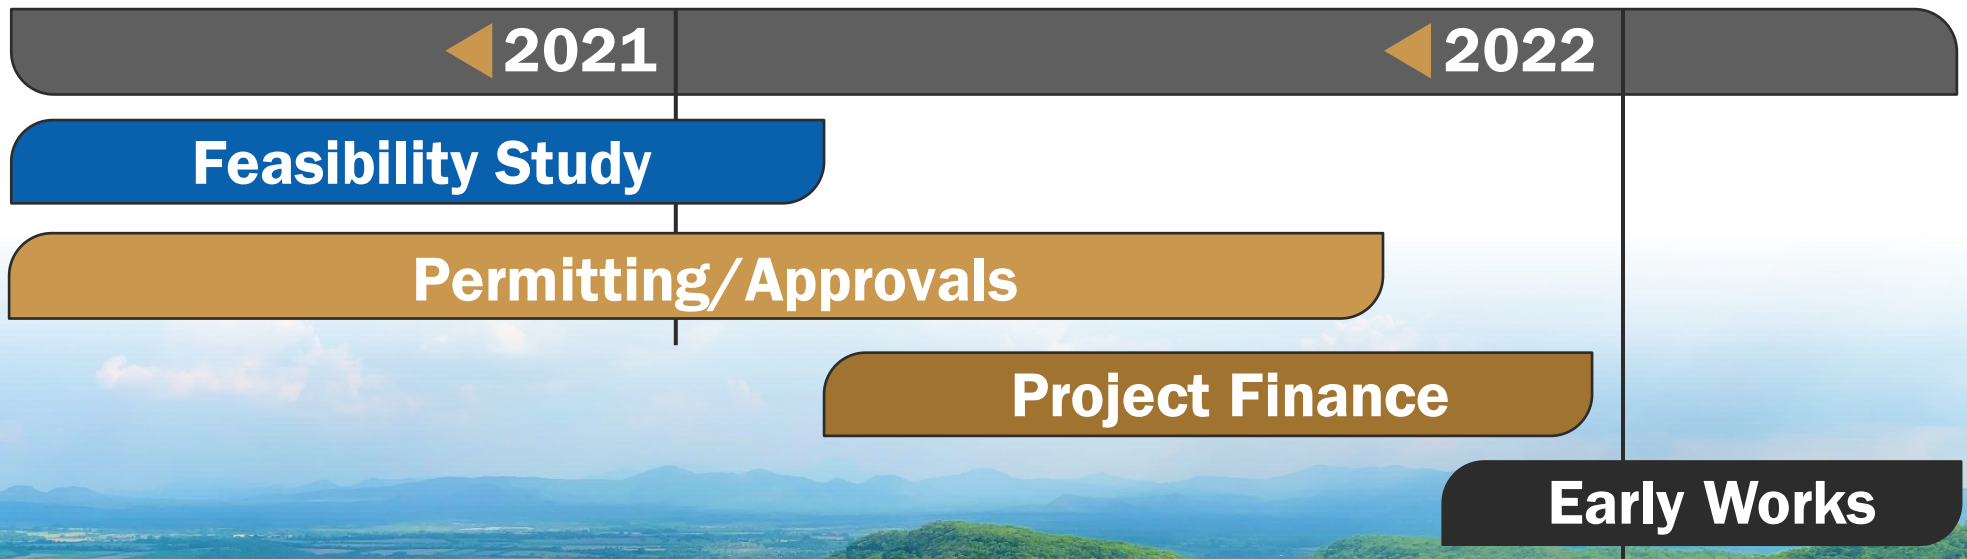 2021 2022
Feasibility Study
Permitting/Approvals
Project Finance
Early Works